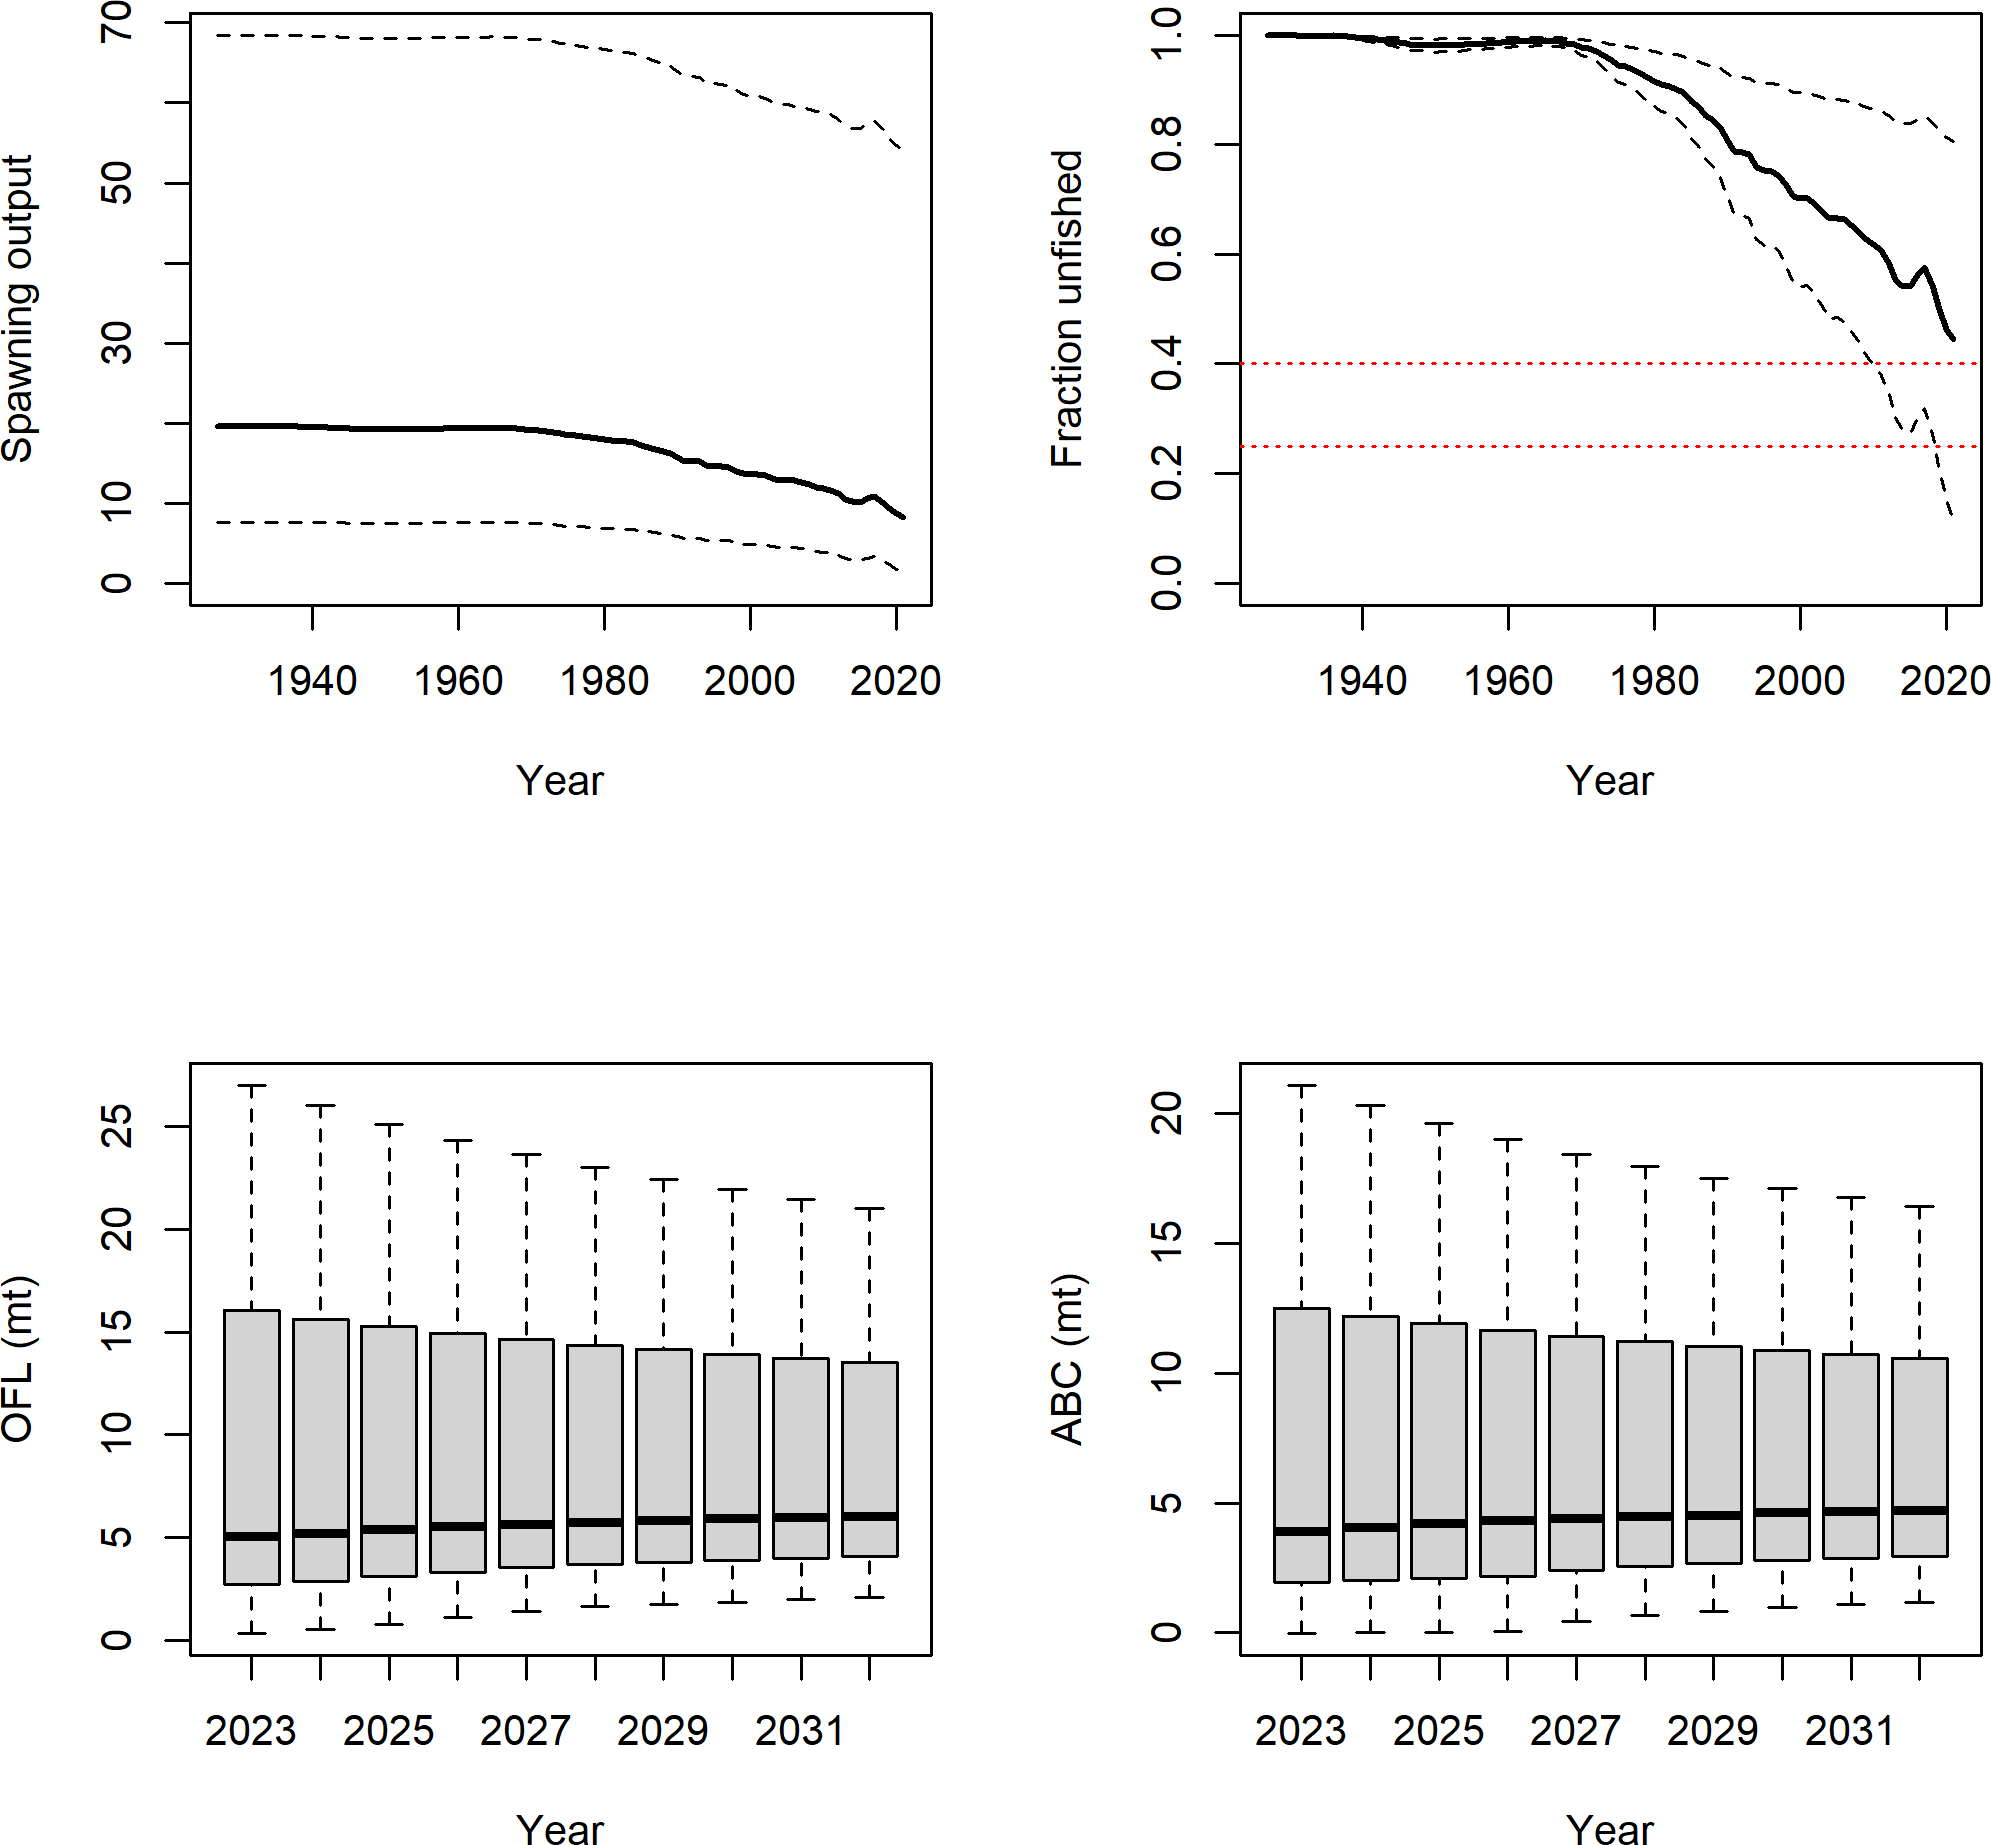 Spawning output
70
50
30
10
0
1940 1960 1980 2000 2020
Year
Fraction unfished
1.0
0.8
0.6
0.4
0.2
0.0
1940 1960 1980 2000 2020
Year
OFL (mt)
25
20
15
10
5
0
2023 2025 2027 2029 2031
Year
ABC (mt)
20
15
10
5
0
2023 2025 2027 2029 2031
Year